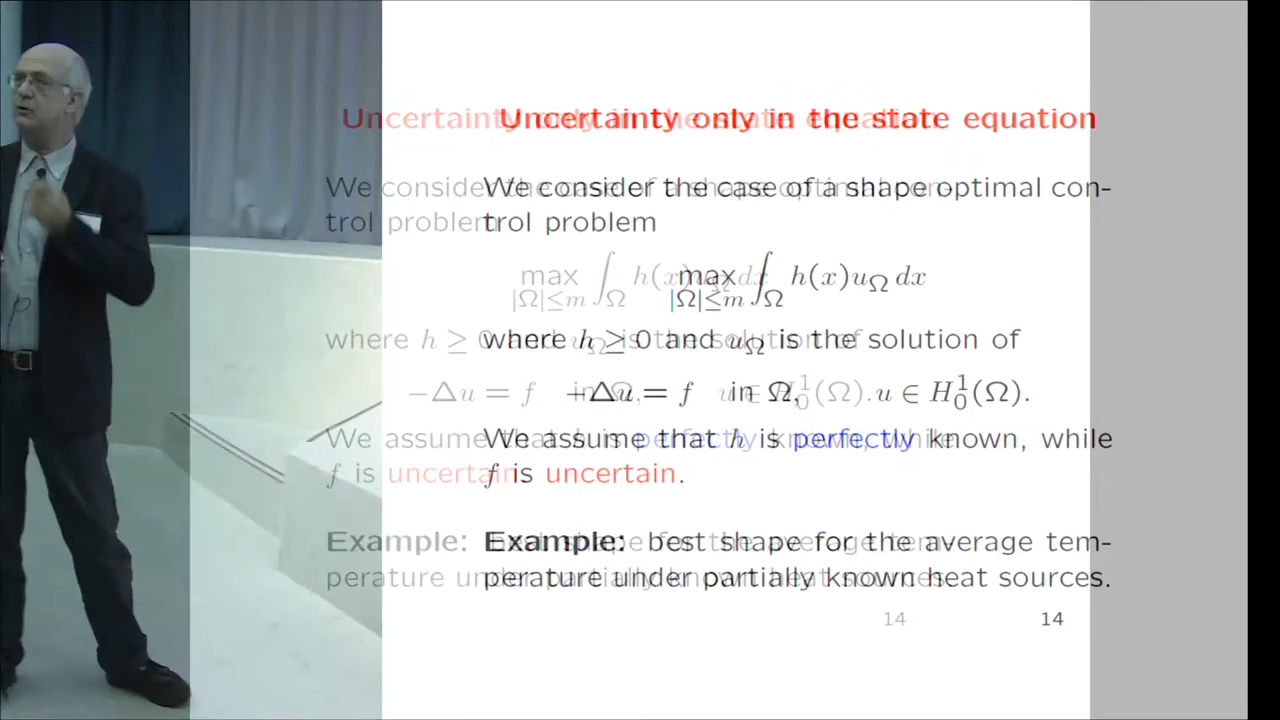 Uncertainty only in the state equation
We consider the case of a shape optimal con-
trol problem
max_{|Ω|≤m} ∫_Ω h(x)u_Ω dx
where h ≥ 0 and u_Ω is the solution of
−Δu = f in Ω, u ∈ H^1_0(Ω).
We assume that h is perfectly known, while
f is uncertain.
Example: best shape for the average tem-
perature under partially known heat sources.
14